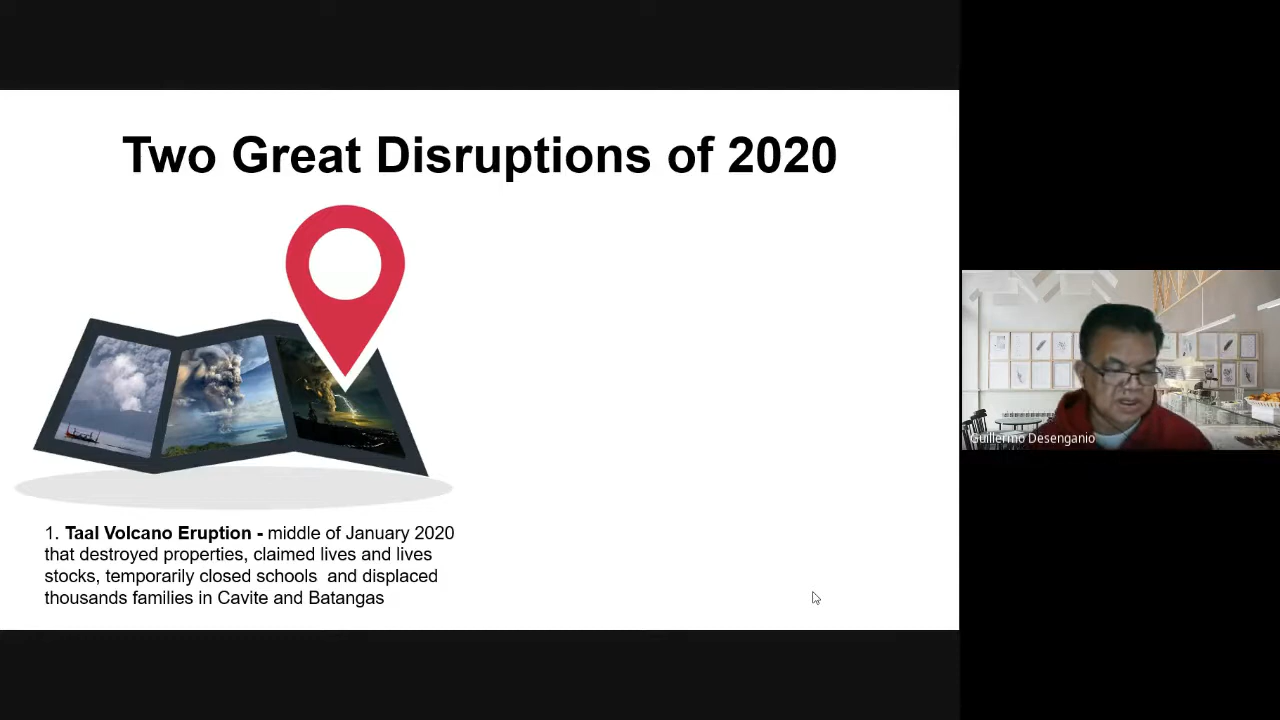 Two Great Disruptions of 2020
1. Taal Volcano Eruption - middle of January 2020
that destroyed properties, claimed lives and lives
stocks, temporarily closed schools and displaced
thousands families in Cavite and Batangas
Guillermo Desenganio